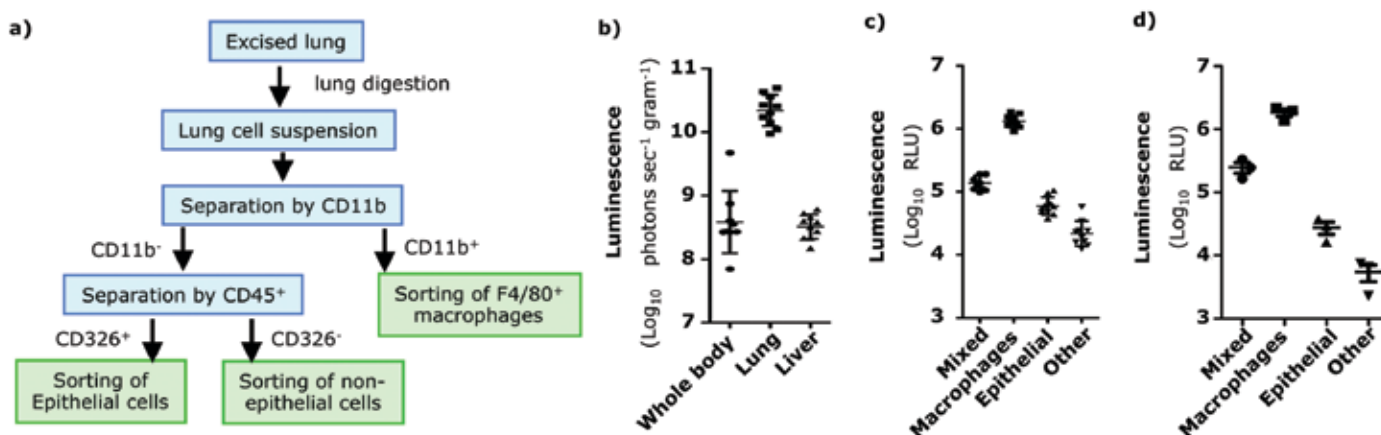 a)
Excised lung
lung digestion
Lung cell suspension
Separation by CD11b
CD11b⁻
CD11b⁺
Separation by CD45⁺
Sorting of F4/80⁺
macrophages
CD326⁺
CD326⁻
Sorting of
Epithelial cells
Sorting of non-
epithelial cells
b)
Luminescence
(Log₁₀ photons sec⁻¹ gram⁻¹)
11
10
9
8
7
Whole body
Lung
Liver
c)
Luminescence
(Log₁₀ RLU)
7
6
5
4
3
Mixed
Macrophages
Epithelial
Other
d)
Luminescence
(Log₁₀ RLU)
7
6
5
4
3
Mixed
Macrophages
Epithelial
Other